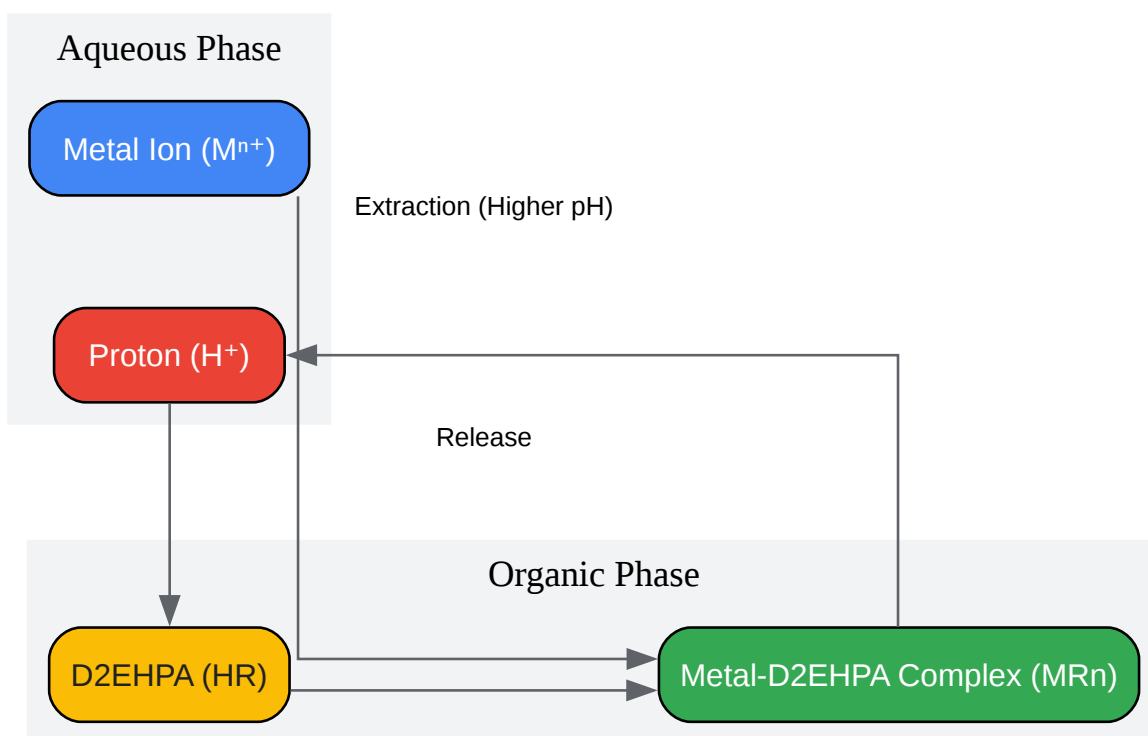 Aqueous Phase
Metal Ion (Mⁿ⁺)
Extraction (Higher pH)
Proton (H⁺)
Release
Organic Phase
D2EHPA (HR)
Metal-D2EHPA Complex (MRn)